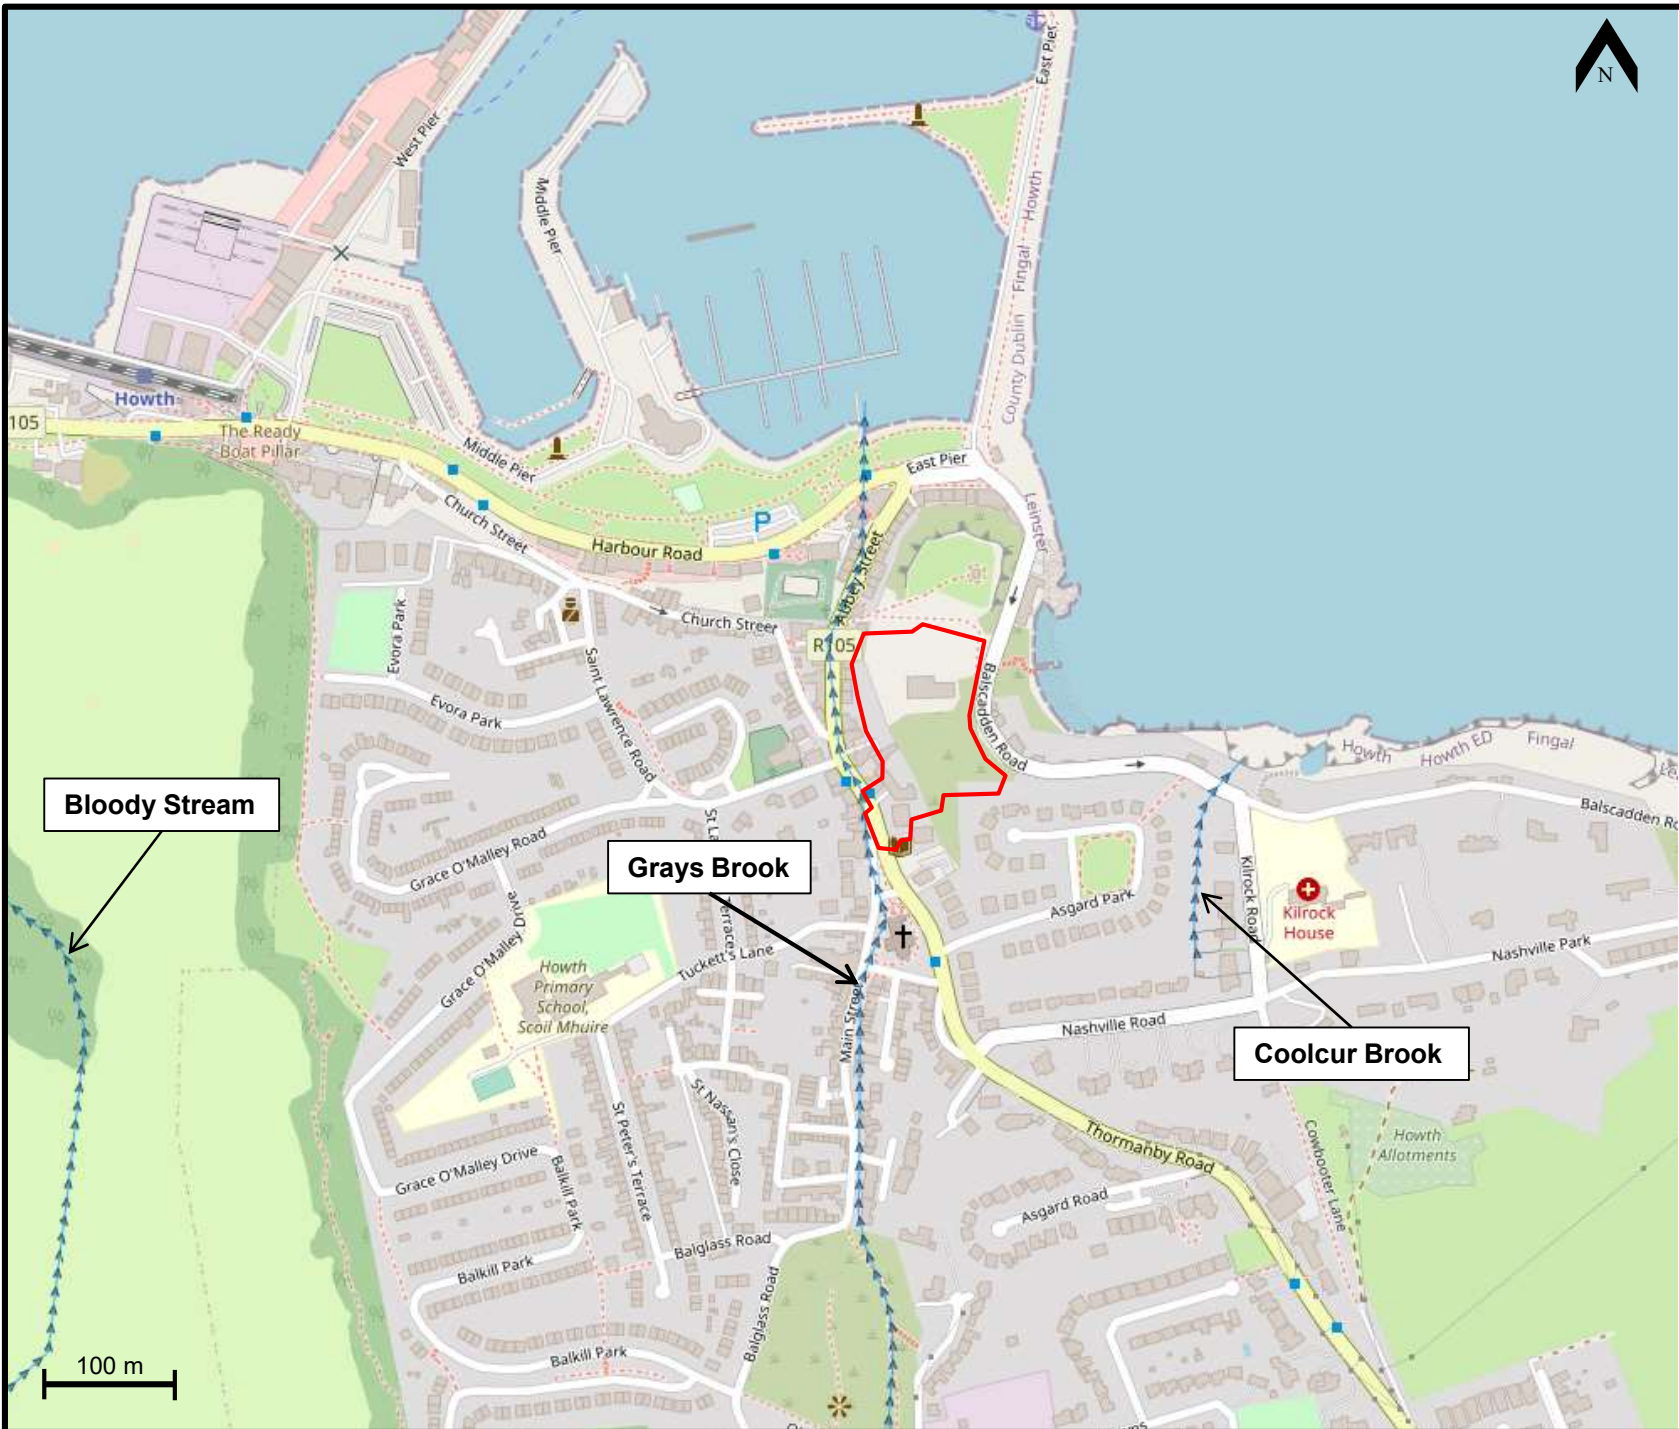 N
East Pier
West Pier
Middle Pier
Howth
Fingal
County Dublin
Howth
105
The Ready
Boat Pillar
Middle Pier
East Pier
Leinster
Church Street
P
Harbour Road
Abbey Street
Church Street
R105
Evora Park
Saint Lawrence Road
Evora Park
Balscadden Road
Howth
Howth ED
Fingal
Balscadden Ro
Bloody Stream
Grace O'Malley Road
St La
Terraces
Grays Brook
Kilrock Road
Kilrock
House
Asgard Park
Grace O'Malley Drive
Tuckett's Lane
Nashville Park
Howth
Primary
School,
Scoil Mhuire
Main Street
Nashville Road
Coolcur Brook
St Nassan's Close
St Peter's Terrace
Thormanby Road
Cowbooter Lane
Howth
Allotments
Grace O'Malley Drive
Balkill Park
Asgard Road
Balglass Road
Balkill Park
Balglass Road
Balkill Park
100 m